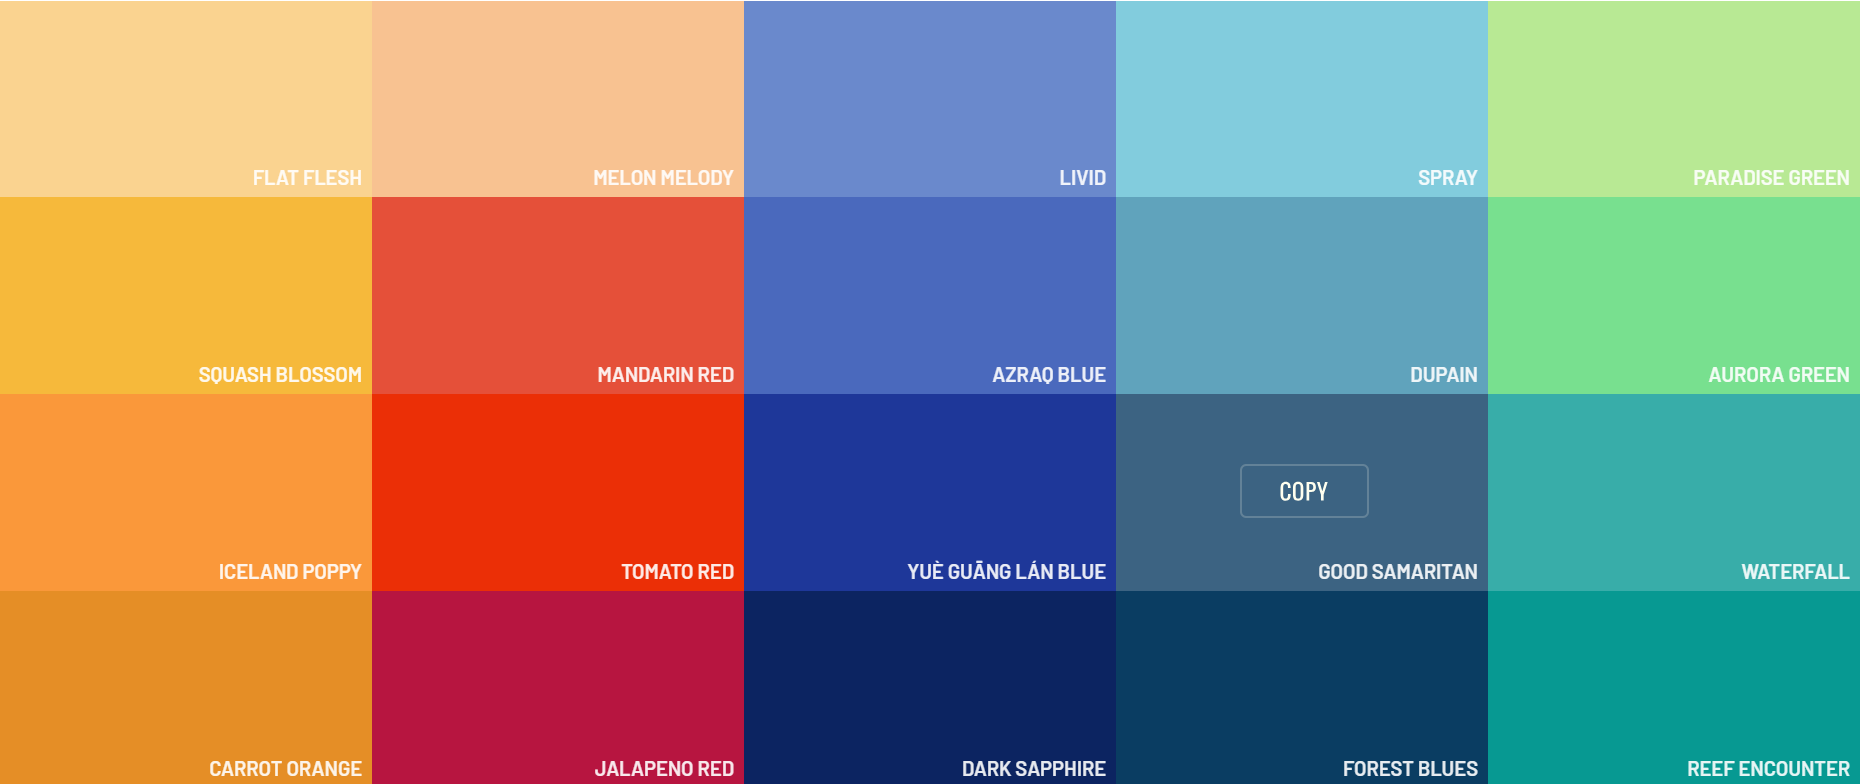 FLAT FLESH
MELON MELODY
LIVID
SPRAY
PARADISE GREEN
SQUASH BLOSSOM
MANDARIN RED
AZRAQ BLUE
DUPAIN
AURORA GREEN
ICELAND POPPY
TOMATO RED
YUÈ GUĀNG LÁN BLUE
COPY
GOOD SAMARITAN
WATERFALL
CARROT ORANGE
JALAPENO RED
DARK SAPPHIRE
FOREST BLUES
REEF ENCOUNTER